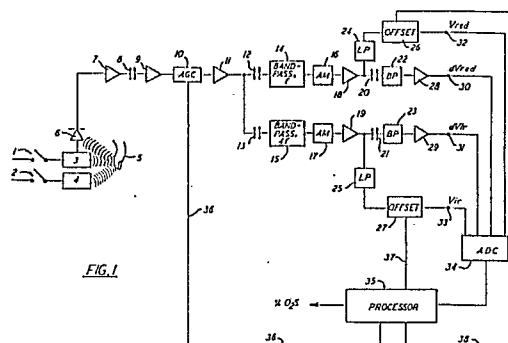 7
8
9
10
AGC
11
12
14
BAND-
PASS, f
16
AM
18
24
LP
20
OFFSET
26
22
BP
28
Vred
32
dVred
30
6
1
2
3
4
5
13
BAND-
PASS,
15
AM
17
19
21
23
BP
29
dVir
31
25
LP
OFFSET
27
Vir
33
36
FIG. 1
37
ADC
34
35
PROCESSOR
% O2S
36
38